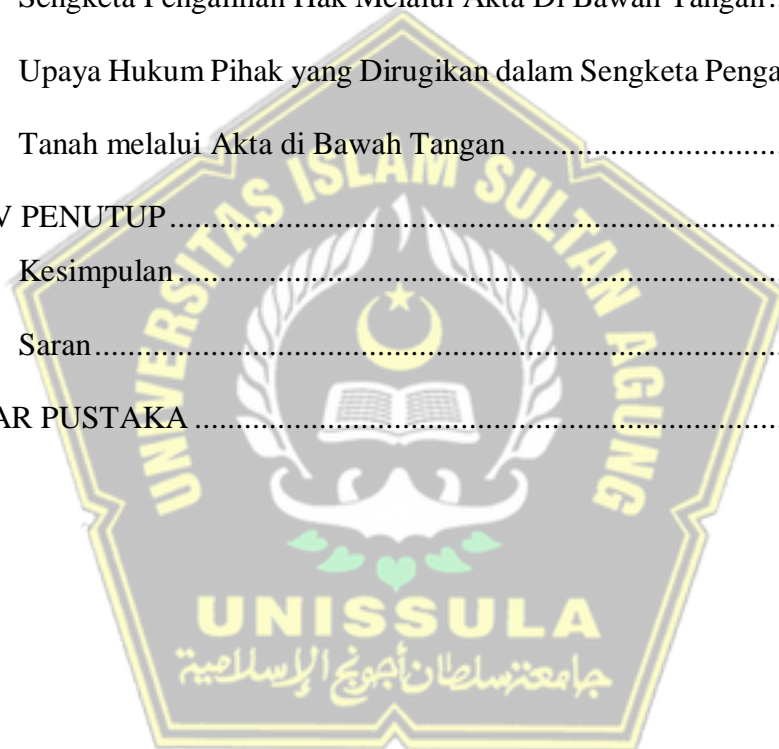 Sengketa Pengalihan Hak Melalui Akta Di Bawah Tangan..
Upaya Hukum Pihak yang Dirugikan dalam Sengketa Penga
Tanah melalui Akta di Bawah Tangan ..............................
V PENUTUP ..............................................................................
Kesimpulan ..............................................................................
Saran ..............................................................................
AR PUSTAKA ..............................................................................
UNIVERSITAS ISLAM SULTAN AGUNG
UNISSULA
جامعة سلطان أجونج الإسلامية